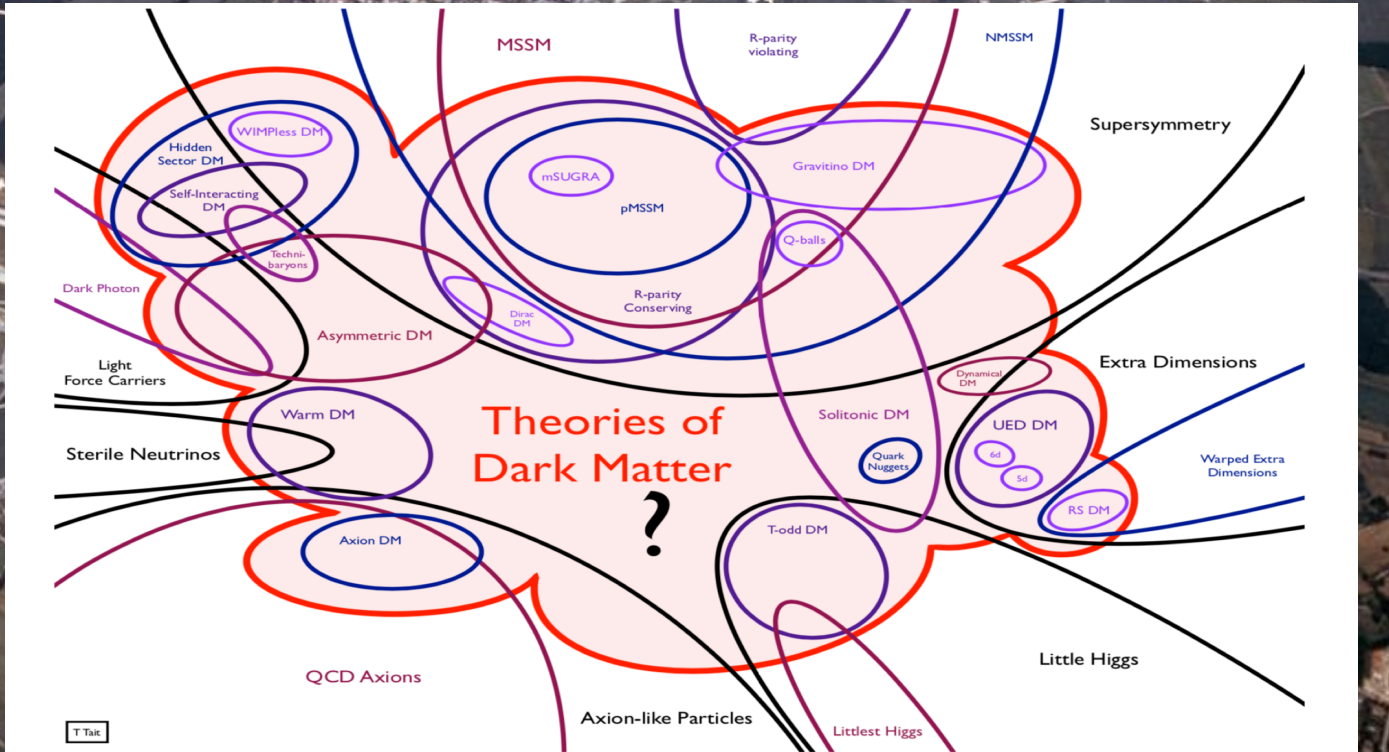 MSSM
R-parity
violating
NMSSM
Supersymmetry
WIMPless DM
Hidden
Sector DM
Self-Interacting
DM
Techni-
baryons
mSUGRA
pMSSM
Gravitino DM
Q-balls
R-parity
Conserving
Dirac
DM
Dark Photon
Asymmetric DM
Light
Force Carriers
Extra Dimensions
Dynamical
DM
Warm DM
Theories of
Dark Matter
?
Solitonic DM
UED DM
6d
5d
Quark
Nuggets
Sterile Neutrinos
Warped Extra
Dimensions
RS DM
Axion DM
T-odd DM
QCD Axions
Little Higgs
Axion-like Particles
Littlest Higgs
T Tait